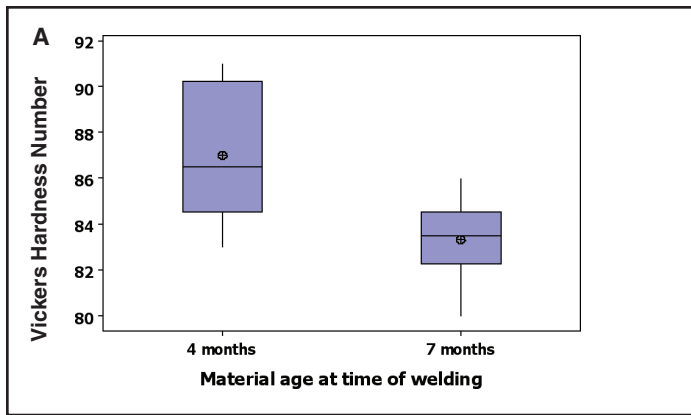 A
Vickers Hardness Number
92
90
88
86
84
82
80
4 months
7 months
Material age at time of welding